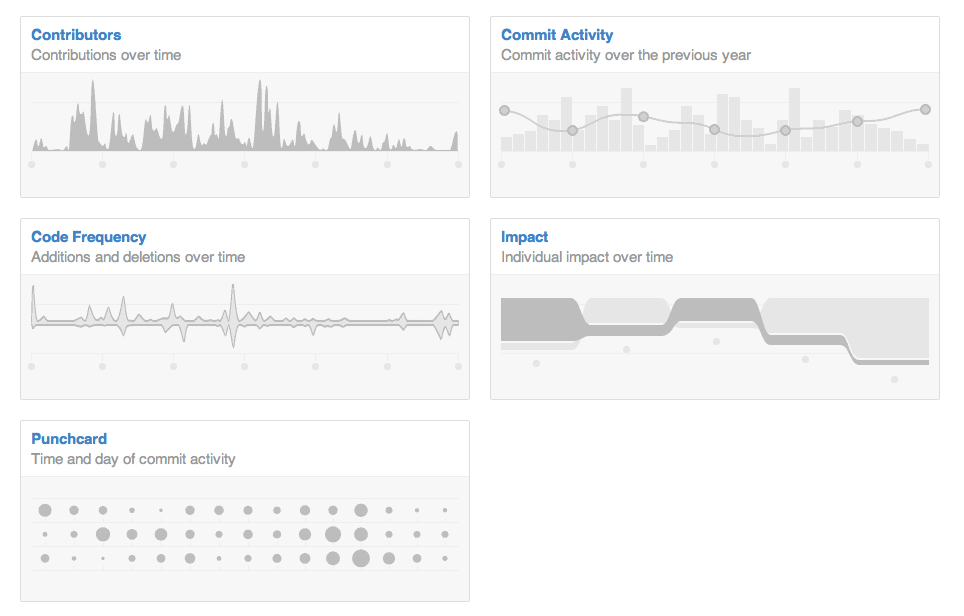 Contributors
Contributions over time
Commit Activity
Commit activity over the previous year
Code Frequency
Additions and deletions over time
Impact
Individual impact over time
Punchcard
Time and day of commit activity